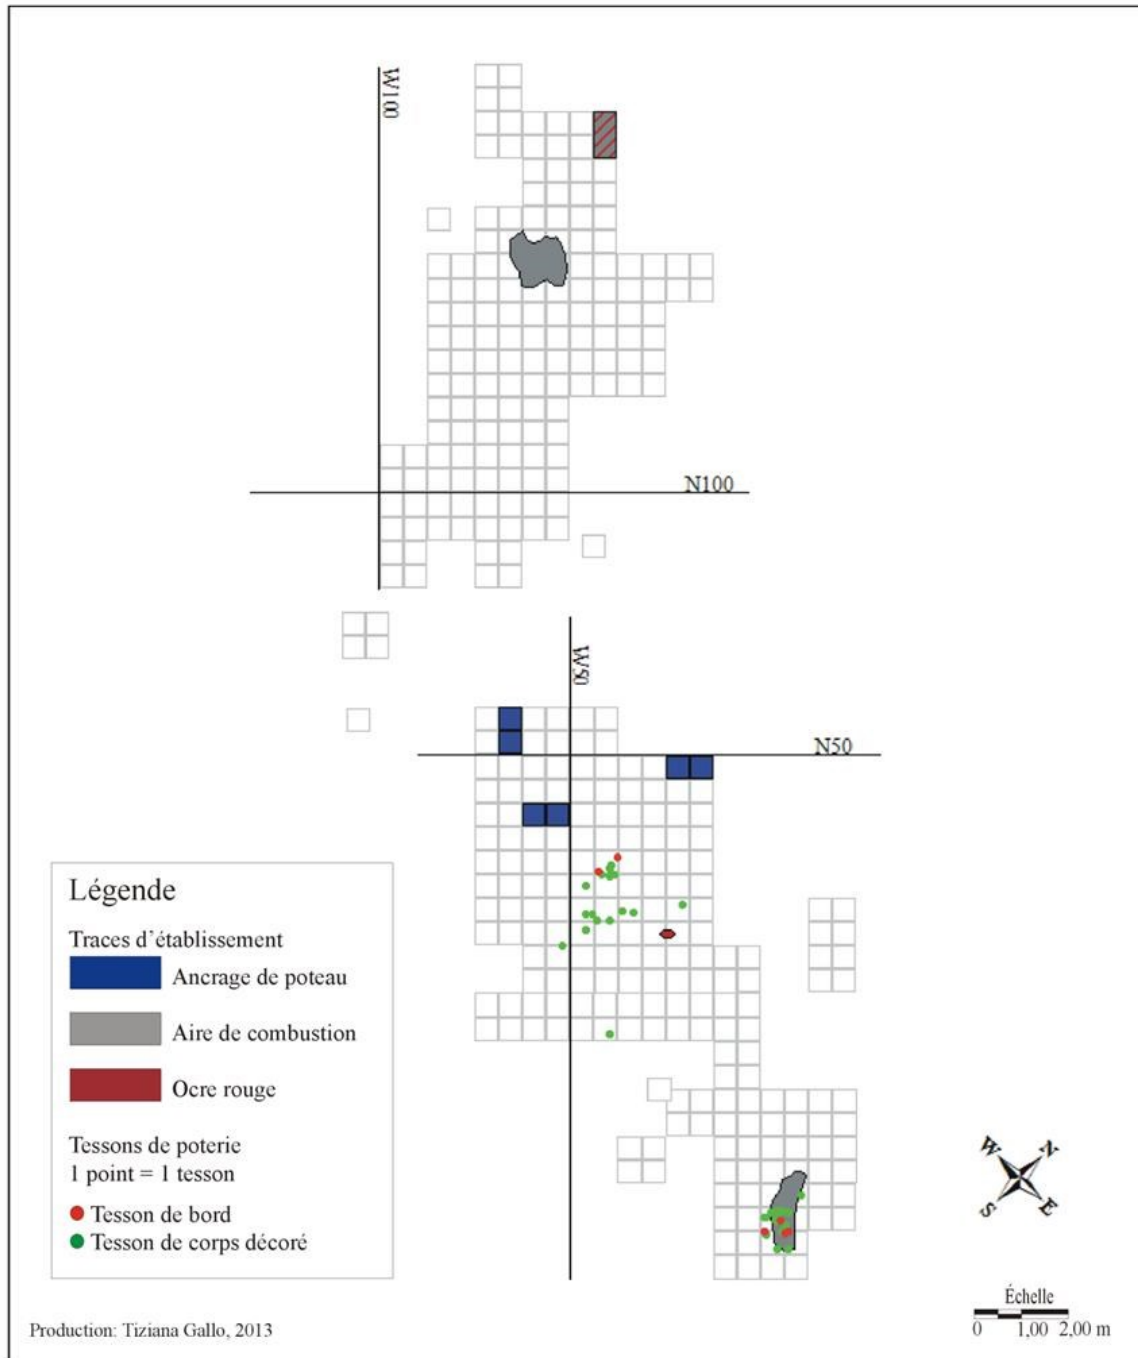 W100
N100
W50
N50
Légende
Traces d'établissement
Ancrage de poteau
Aire de combustion
Ocre rouge
Tessons de poterie
1 point = 1 tesson
Tesson de bord
Tesson de corps décoré
W N
S E
Échelle
0 1,00 2,00 m
Production: Tiziana Gallo, 2013